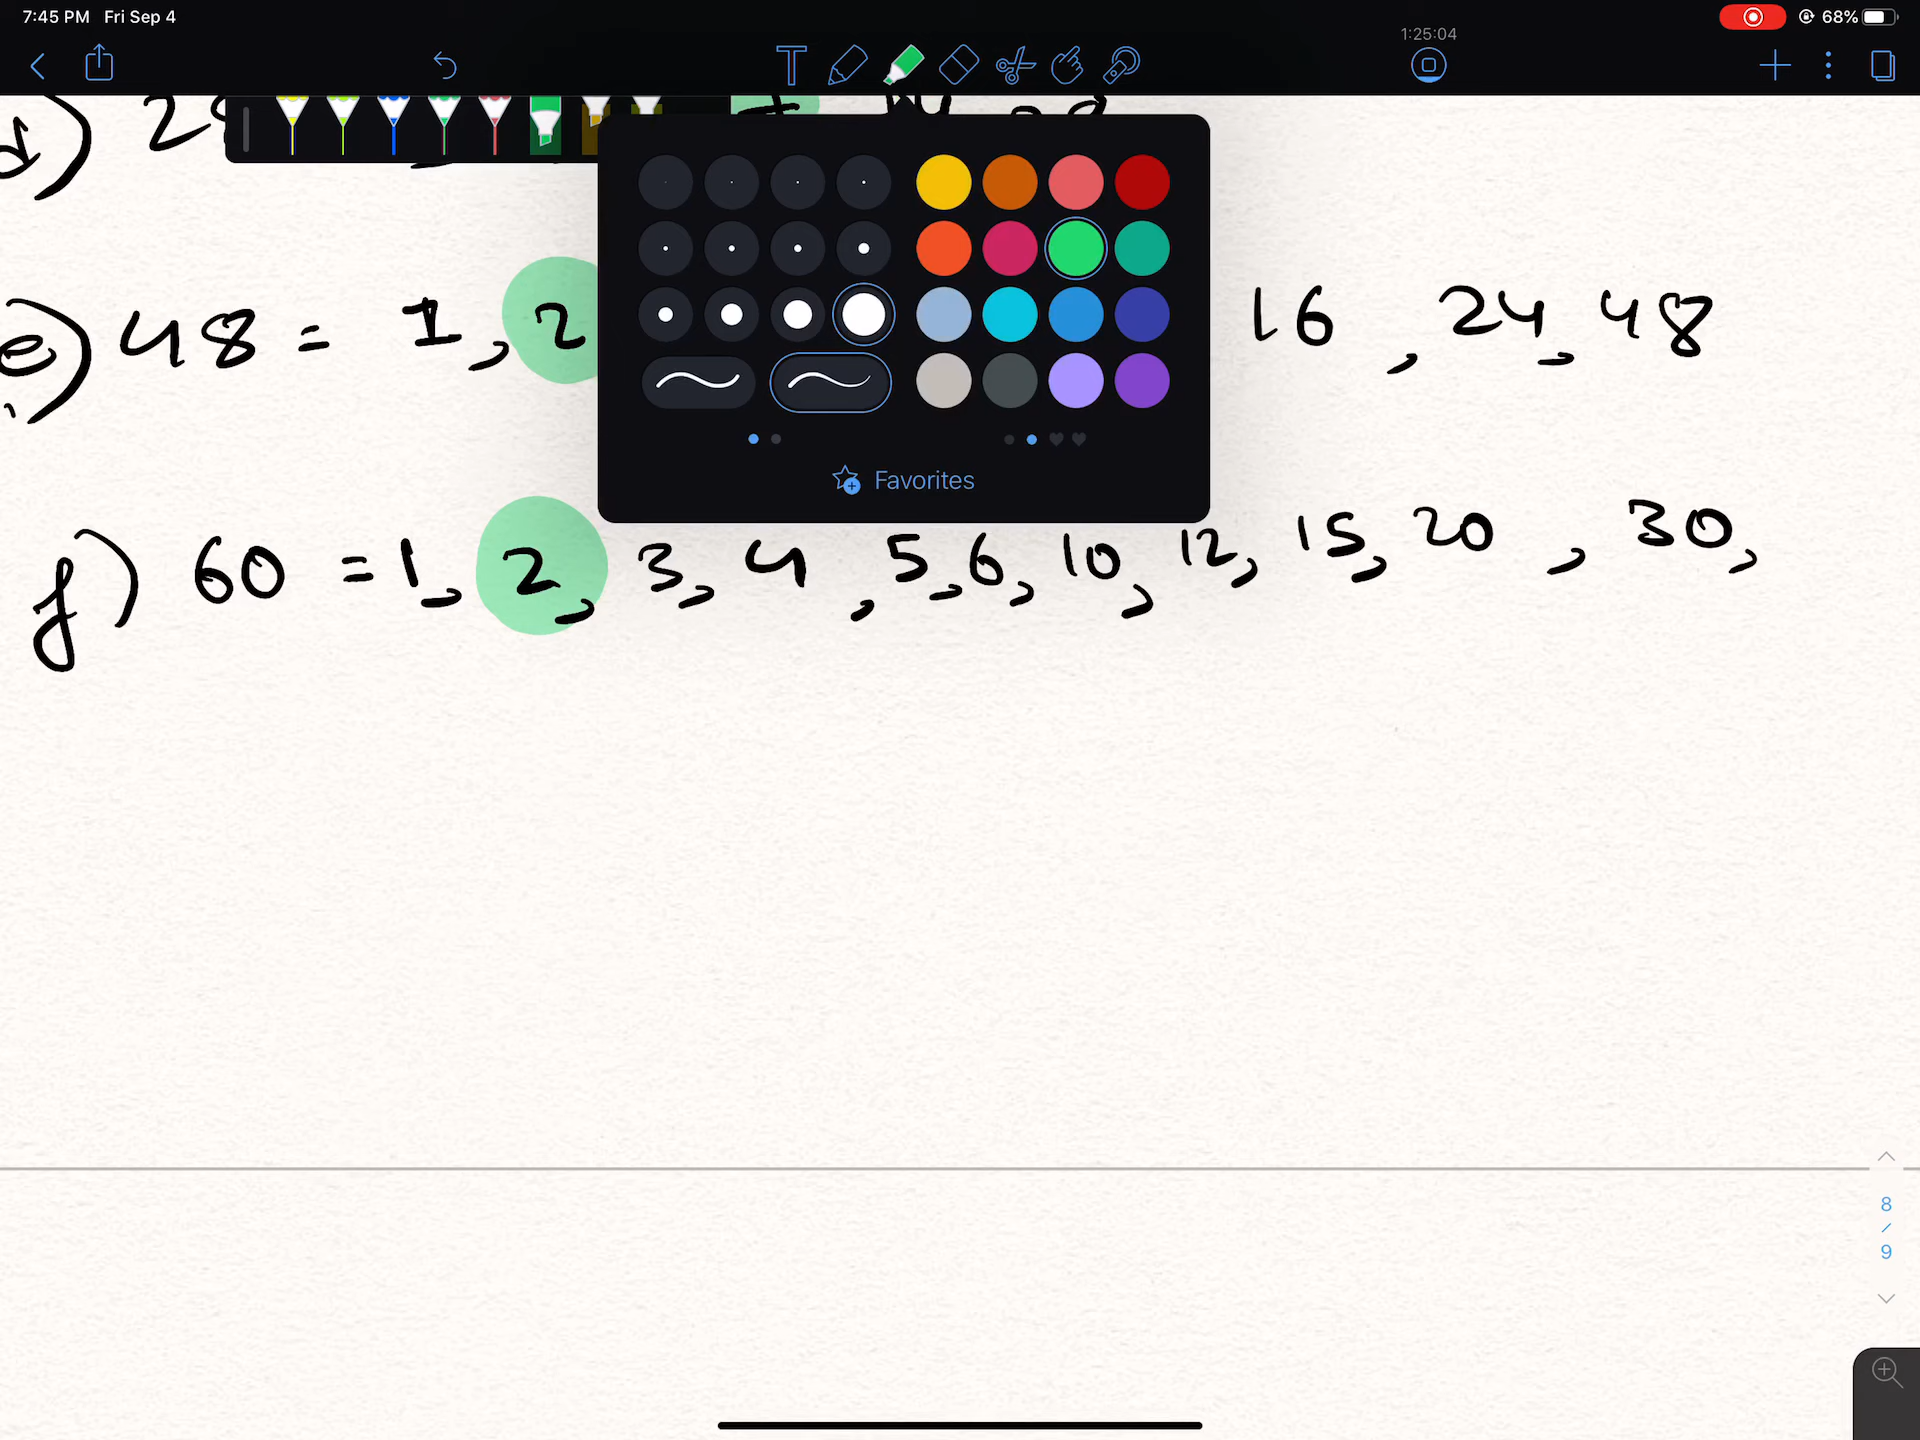 7:45 PM Fri Sep 4
68%
1:25:04
d) 28
e) 48 = 1, 2 16, 24, 48
Favorites
f) 60 = 1, 2, 3, 4, 5, 6, 10, 12, 15, 20, 30,
8
/
9